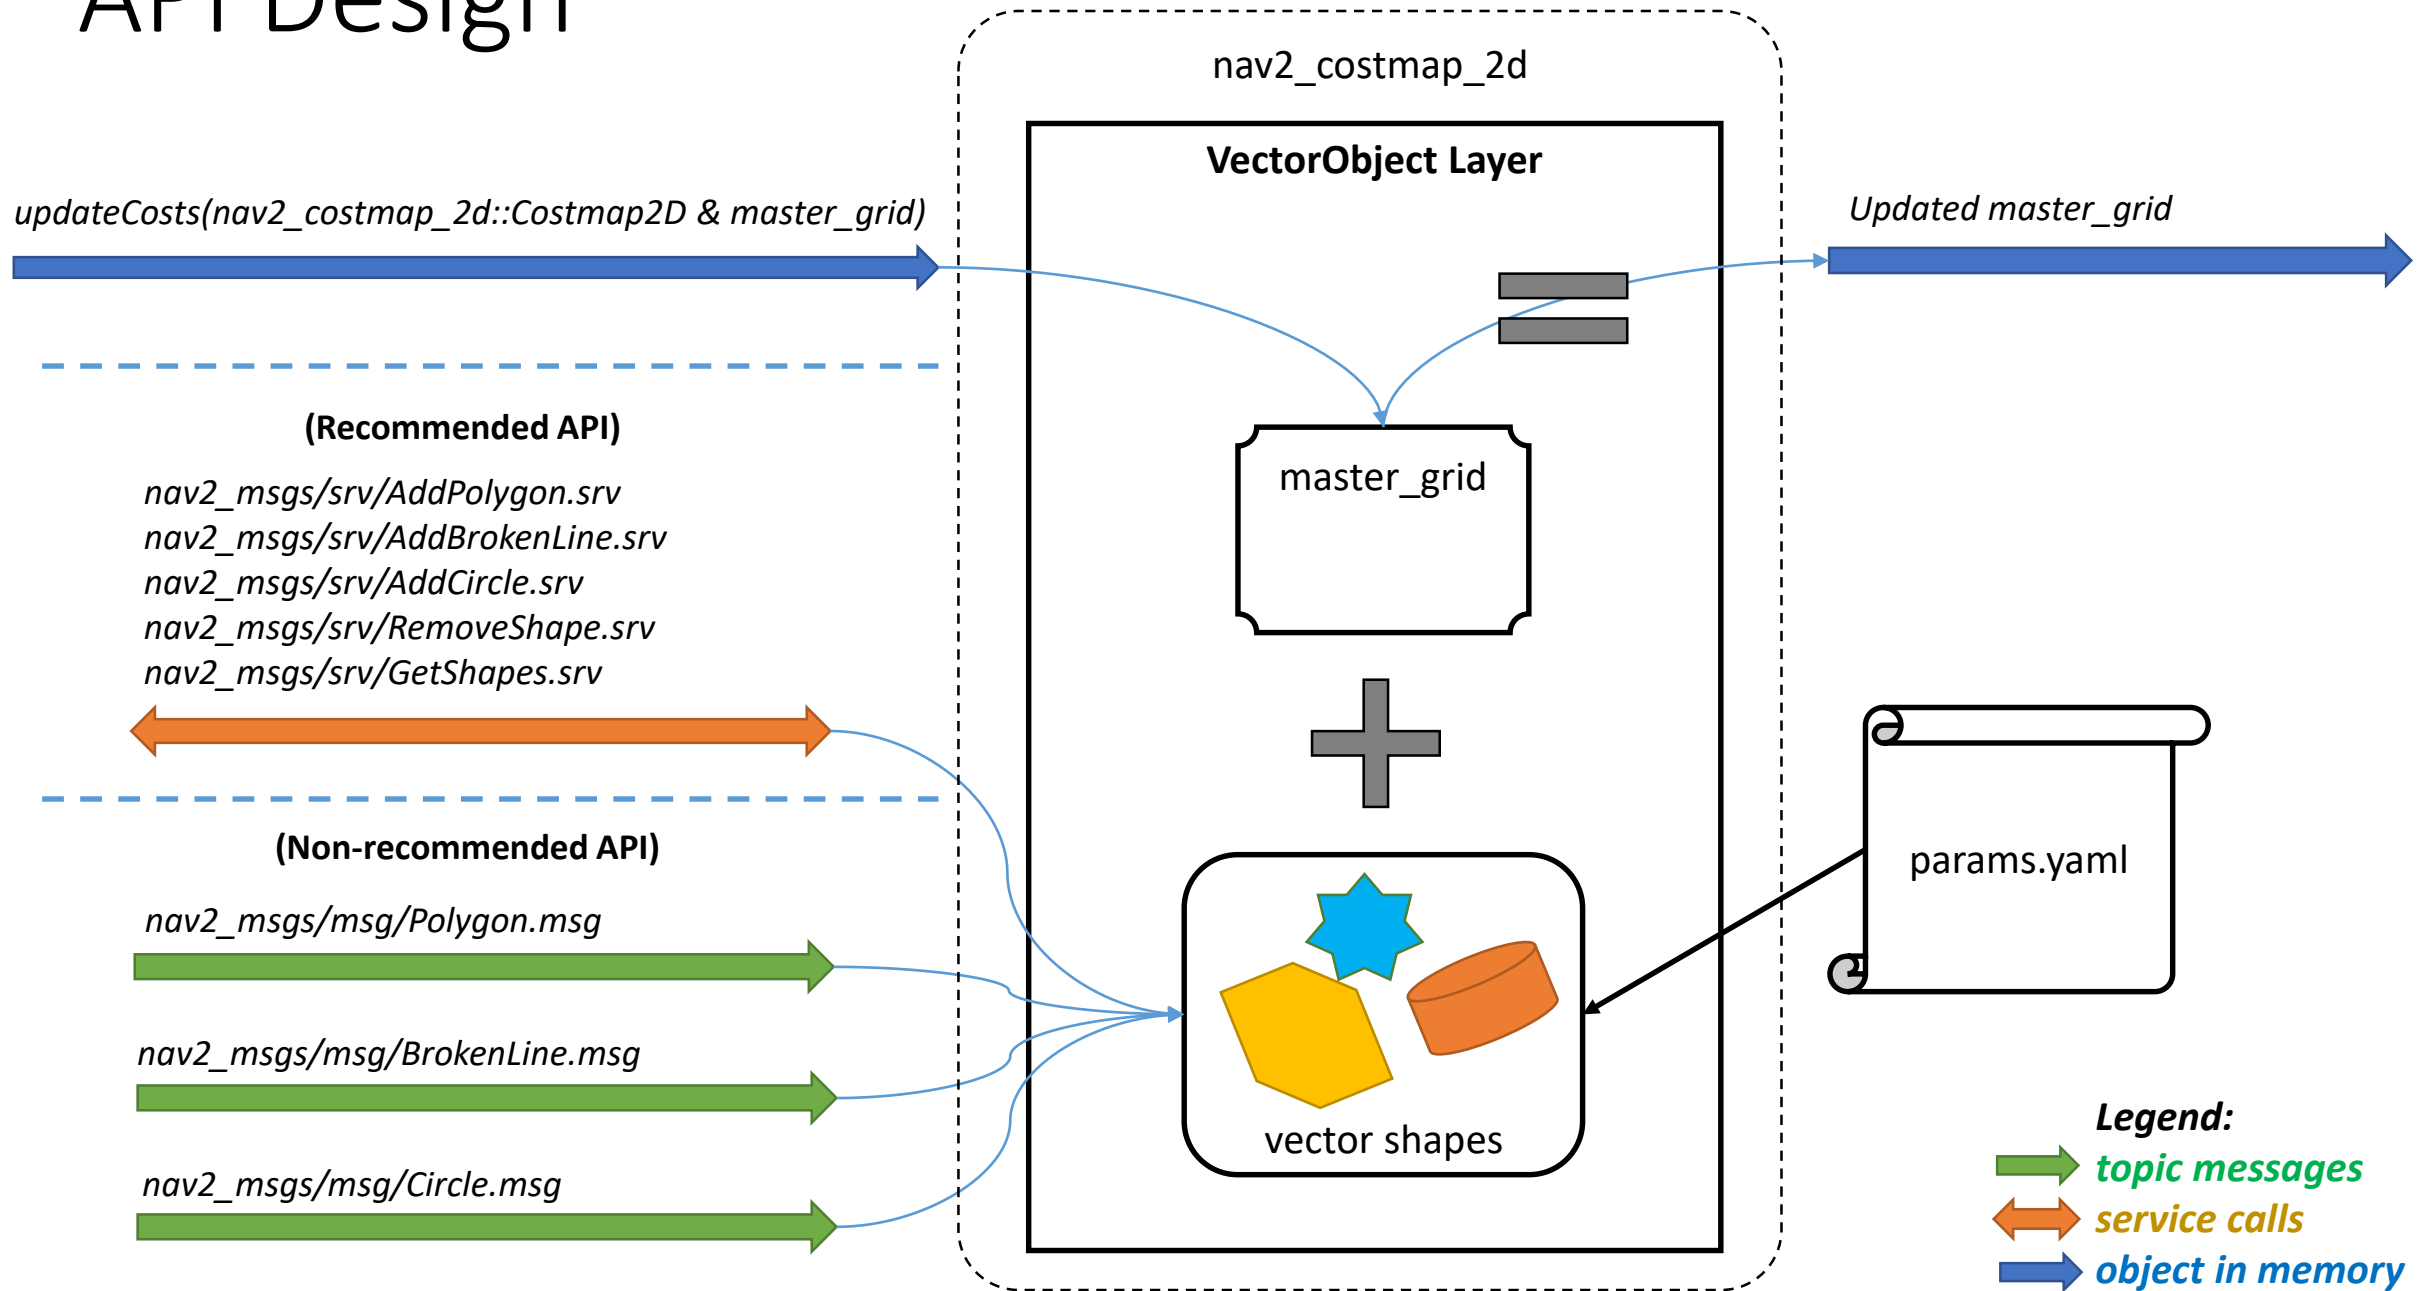 API Design
nav2_costmap_2d
VectorObject Layer
updateCosts(nav2_costmap_2d::Costmap2D & master_grid)
Updated master_grid
(Recommended API)
nav2_msgs/srv/AddPolygon.srv
nav2_msgs/srv/AddBrokenLine.srv
nav2_msgs/srv/AddCircle.srv
nav2_msgs/srv/RemoveShape.srv
nav2_msgs/srv/GetShapes.srv
master_grid
(Non-recommended API)
nav2_msgs/msg/Polygon.msg
nav2_msgs/msg/BrokenLine.msg
nav2_msgs/msg/Circle.msg
vector shapes
params.yaml
Legend:
topic messages
service calls
object in memory